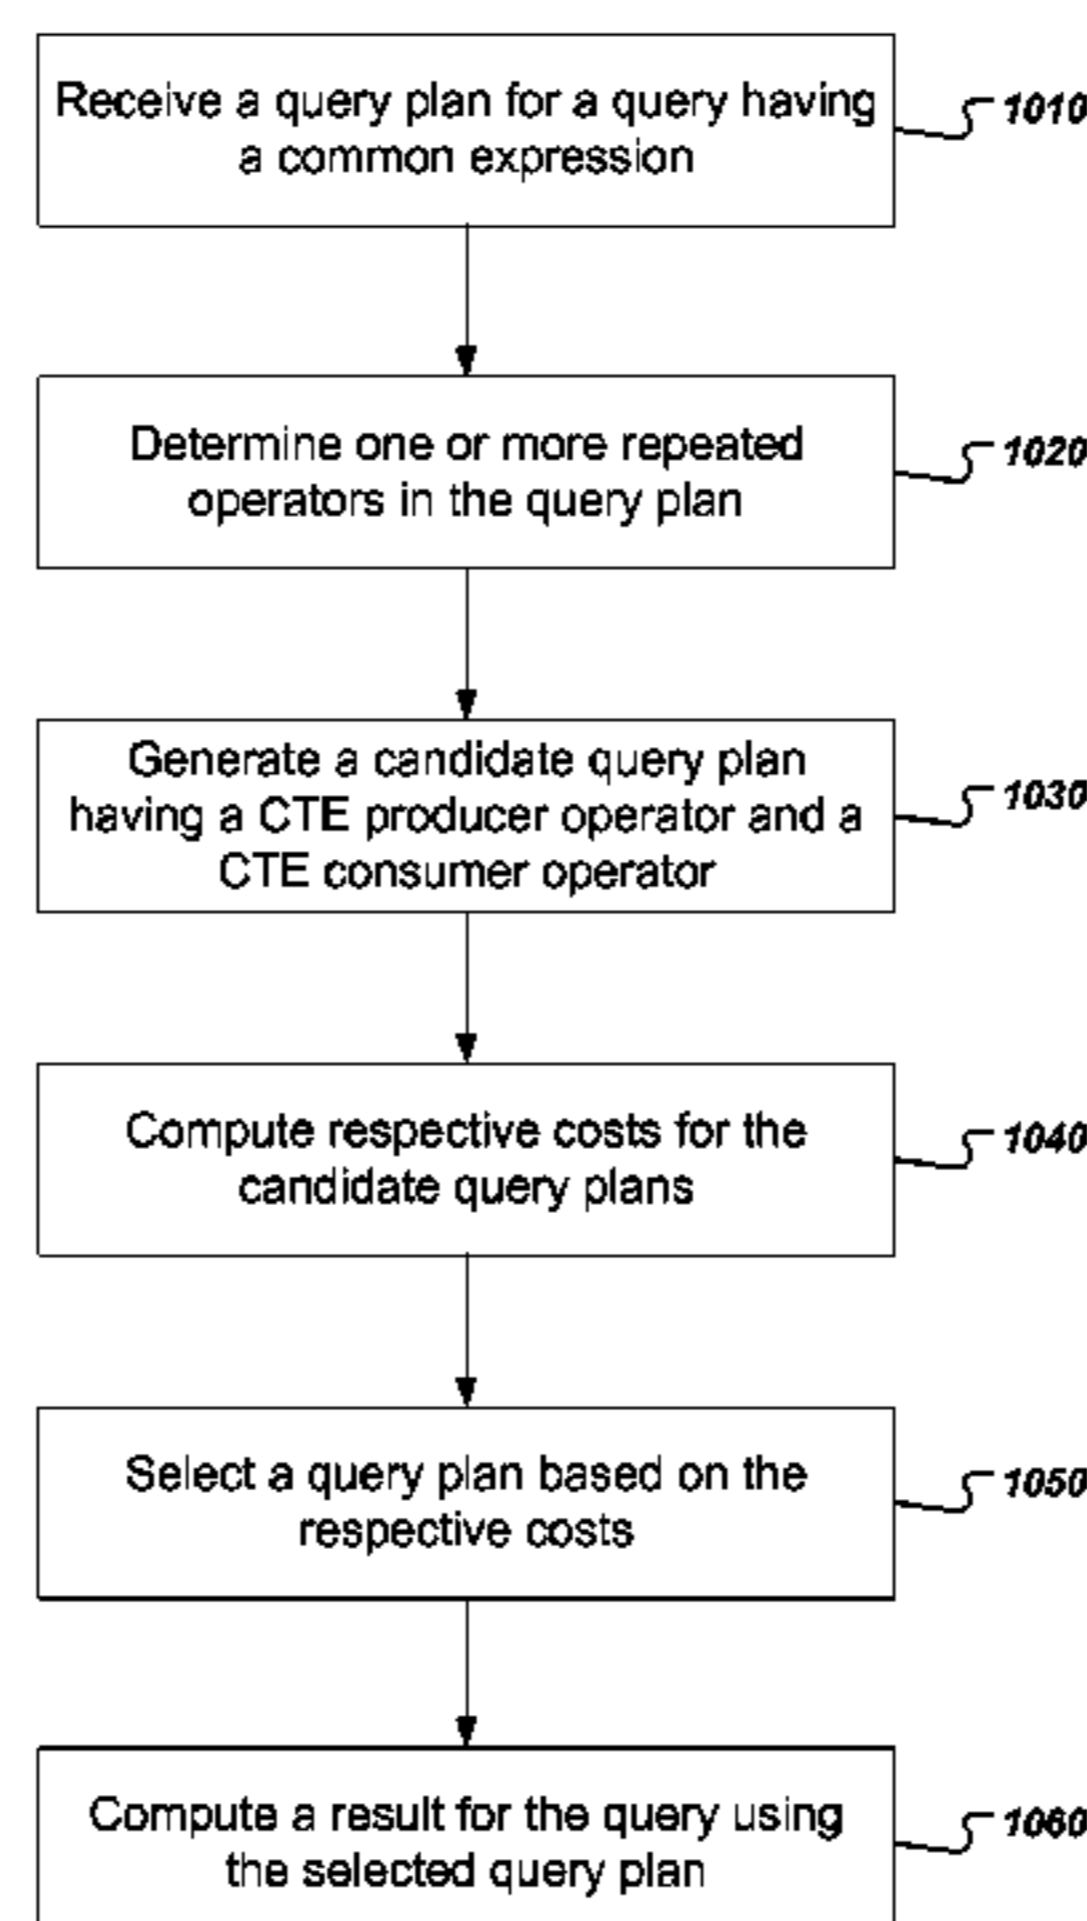 Receive a query plan for a query having
a common expression
1010
Determine one or more repeated
operators in the query plan
1020
Generate a candidate query plan
having a CTE producer operator and a
CTE consumer operator
1030
Compute respective costs for the
candidate query plans
1040
Select a query plan based on the
respective costs
1050
Compute a result for the query using
the selected query plan
1060